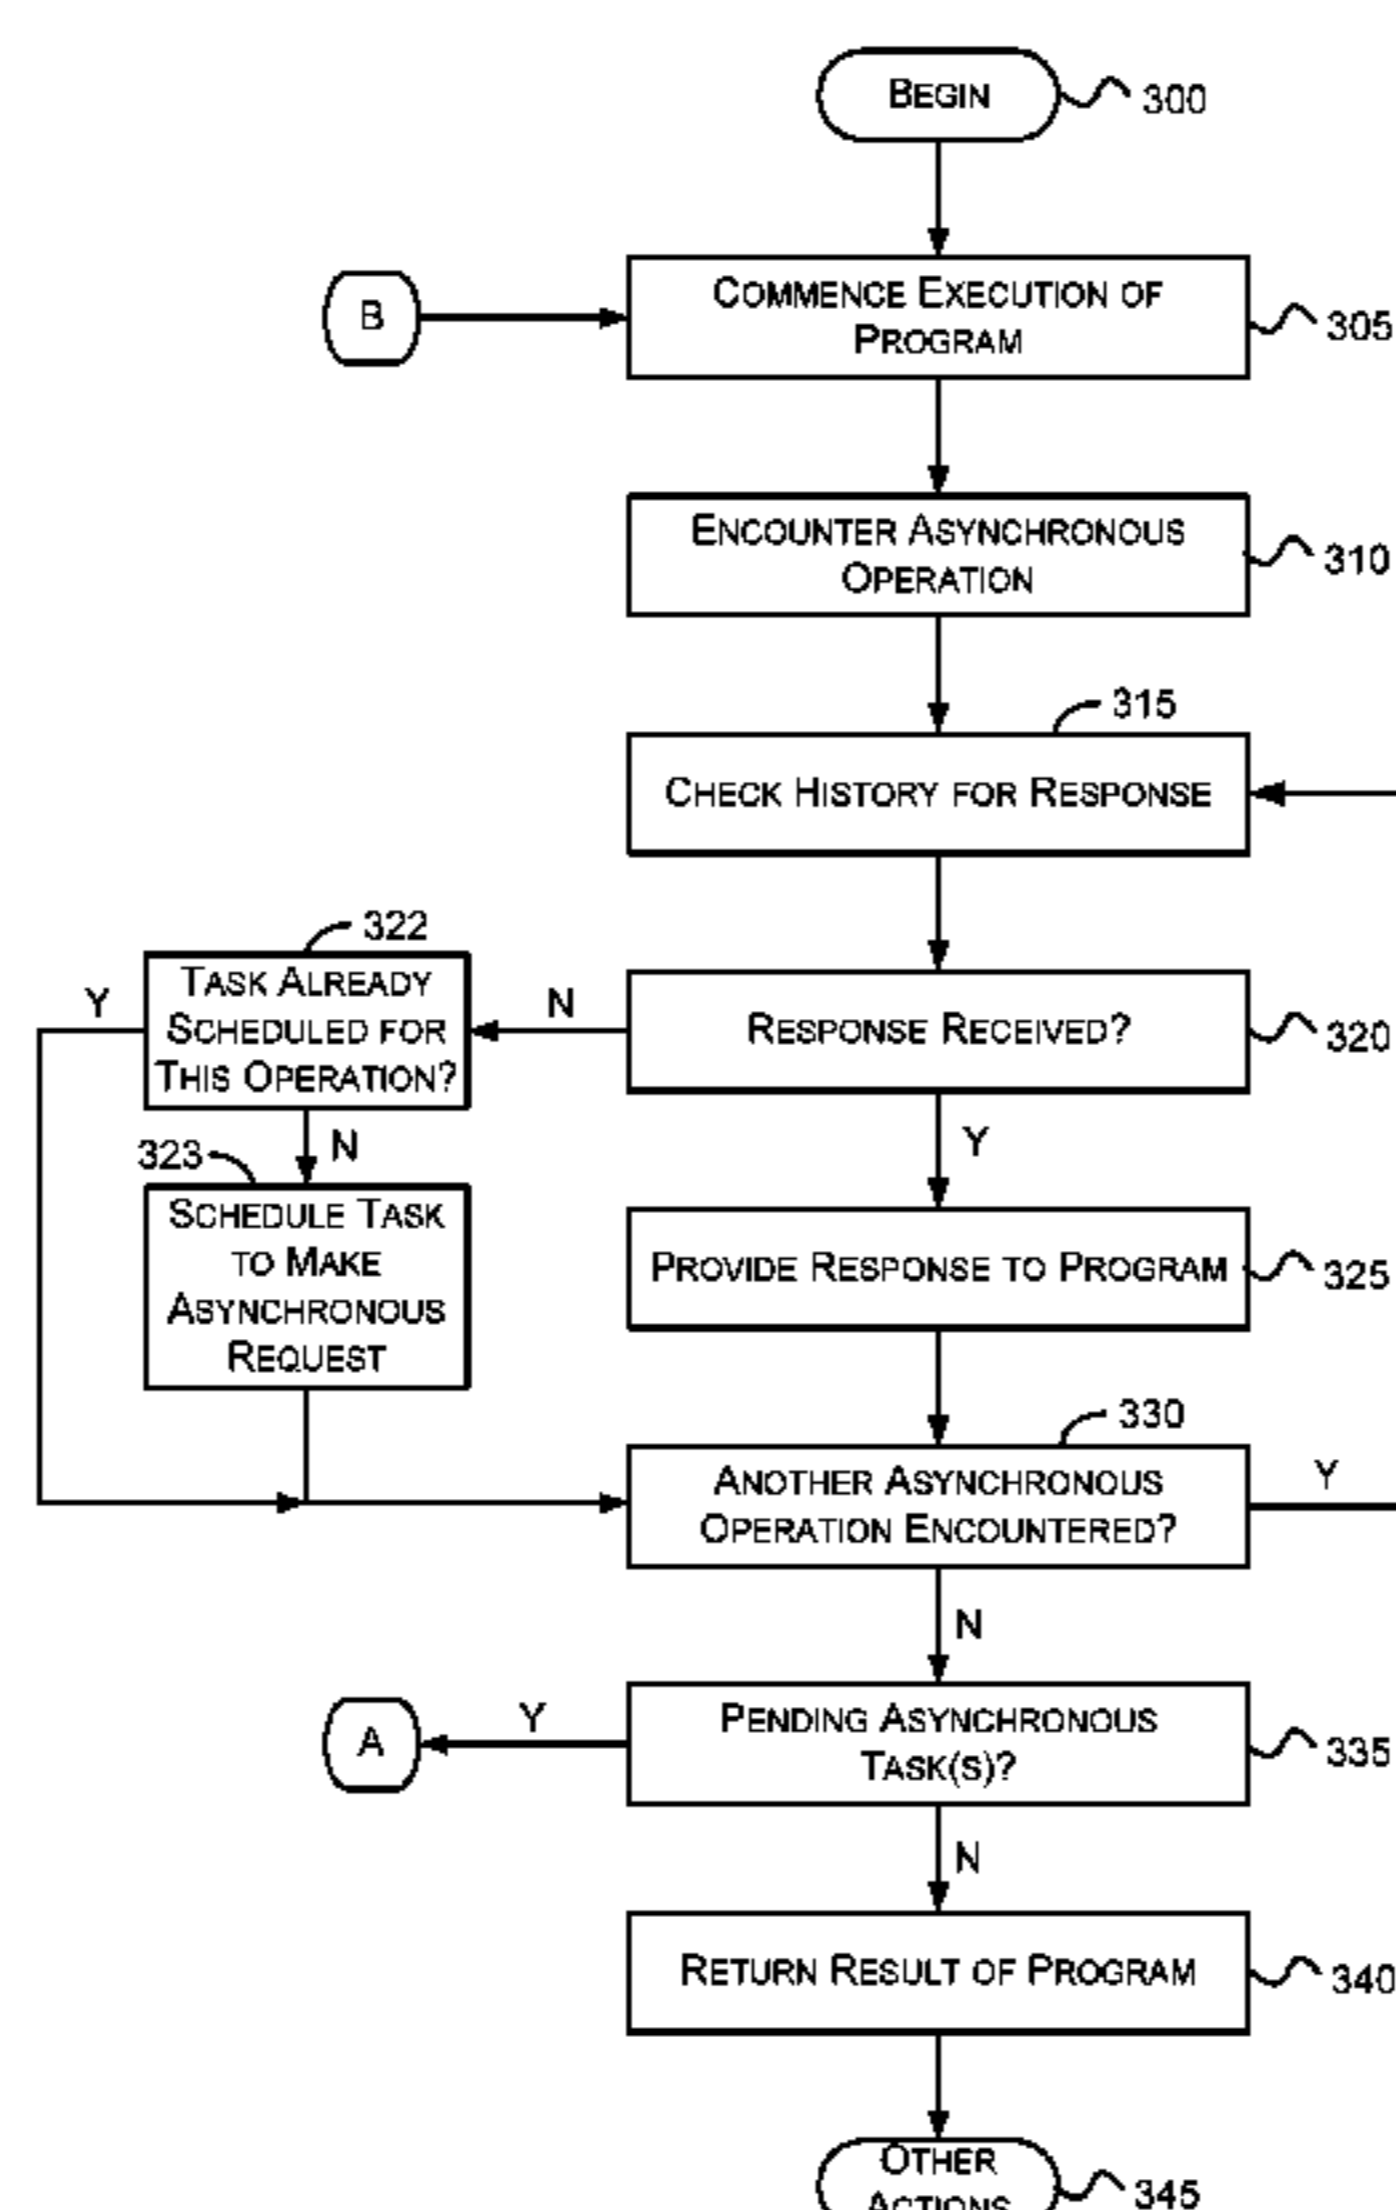 BEGIN
300
B
COMMENCE EXECUTION OF
PROGRAM
305
ENCOUNTER ASYNCHRONOUS
OPERATION
310
315
CHECK HISTORY FOR RESPONSE
322
TASK ALREADY
SCHEDULED FOR
THIS OPERATION?
Y
N
RESPONSE RECEIVED?
320
N
Y
323
SCHEDULE TASK
TO MAKE
ASYNCHRONOUS
REQUEST
PROVIDE RESPONSE TO PROGRAM
325
330
ANOTHER ASYNCHRONOUS
OPERATION ENCOUNTERED?
Y
N
A
Y
PENDING ASYNCHRONOUS
TASK(S)?
335
N
RETURN RESULT OF PROGRAM
340
OTHER
ACTIONS
345